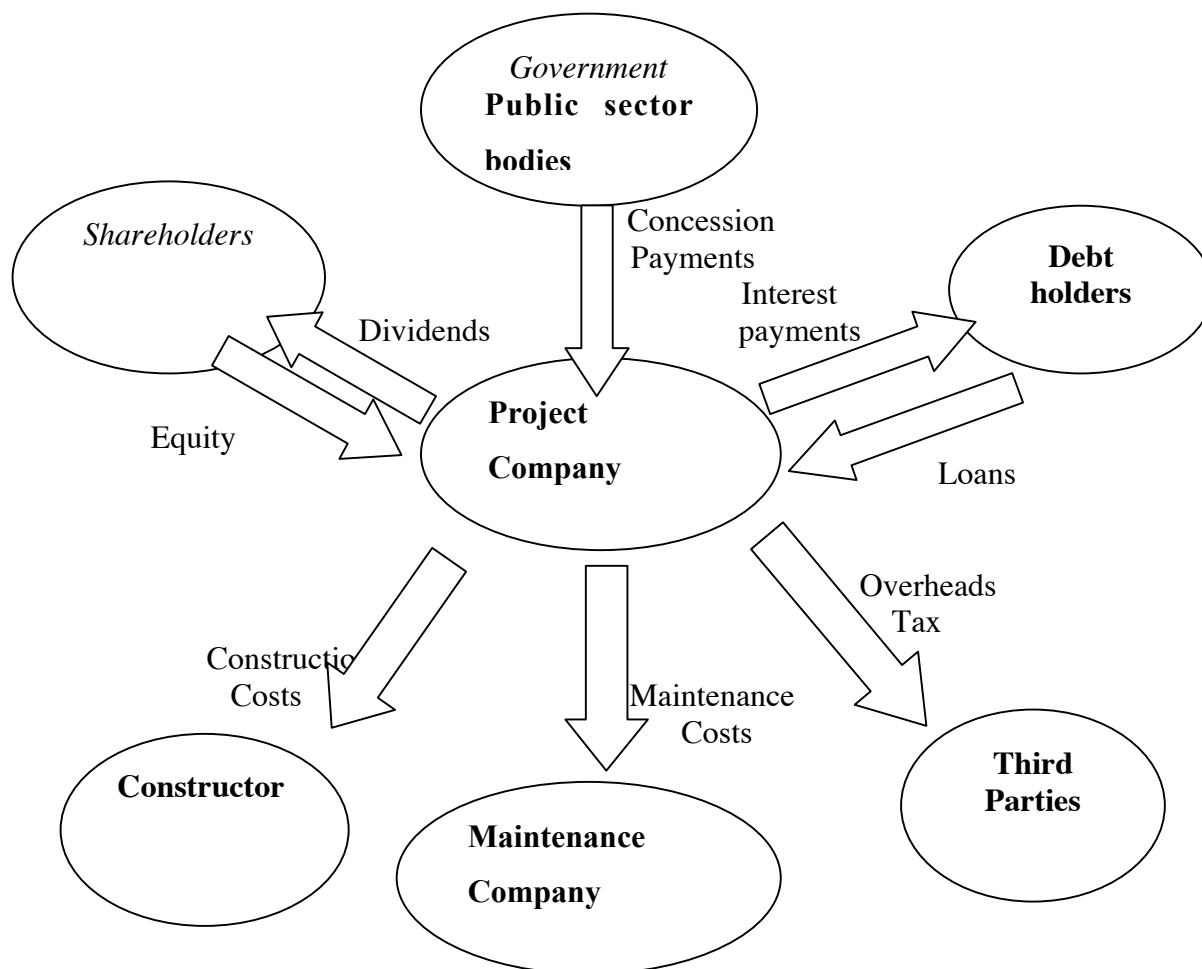 Government
Public sector
bodies
Shareholders
Concession
Payments
Debt
holders
Interest
payments
Dividends
Equity
Project
Company
Loans
Overheads
Tax
Constructio
Costs
Maintenance
Costs
Constructor
Maintenance
Company
Third
Parties